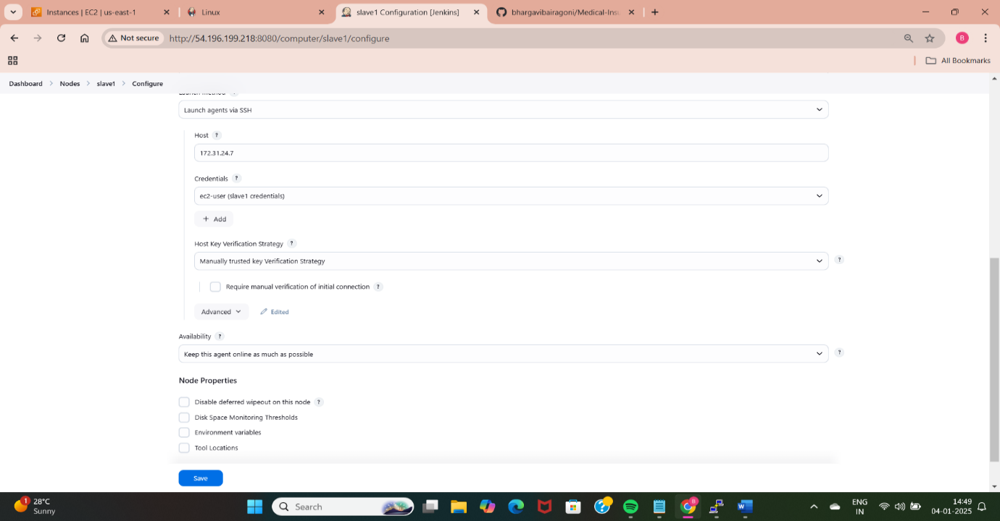 Instances | EC2 | us-east-1
Linux
slave1 Configuration [Jenkins]
bhargavibairagoni/Medical-Insu
Not secure
http://54.196.199.218:8080/computer/slave1/configure
B
All Bookmarks
Dashboard > Nodes > slave1 > Configure
Launch method ?
Launch agents via SSH
Host ?
172.31.24.7
Credentials ?
ec2-user (slave1 credentials)
+ Add
Host Key Verification Strategy ?
Manually trusted key Verification Strategy
?
Require manual verification of initial connection ?
Advanced
Edited
Availability ?
Keep this agent online as much as possible
?
Node Properties
Disable deferred wipeout on this node ?
Disk Space Monitoring Thresholds
Environment variables
Tool Locations
Save
1
28°C
Sunny
Search
B
W
ENG
IN
14:49
04-01-2025